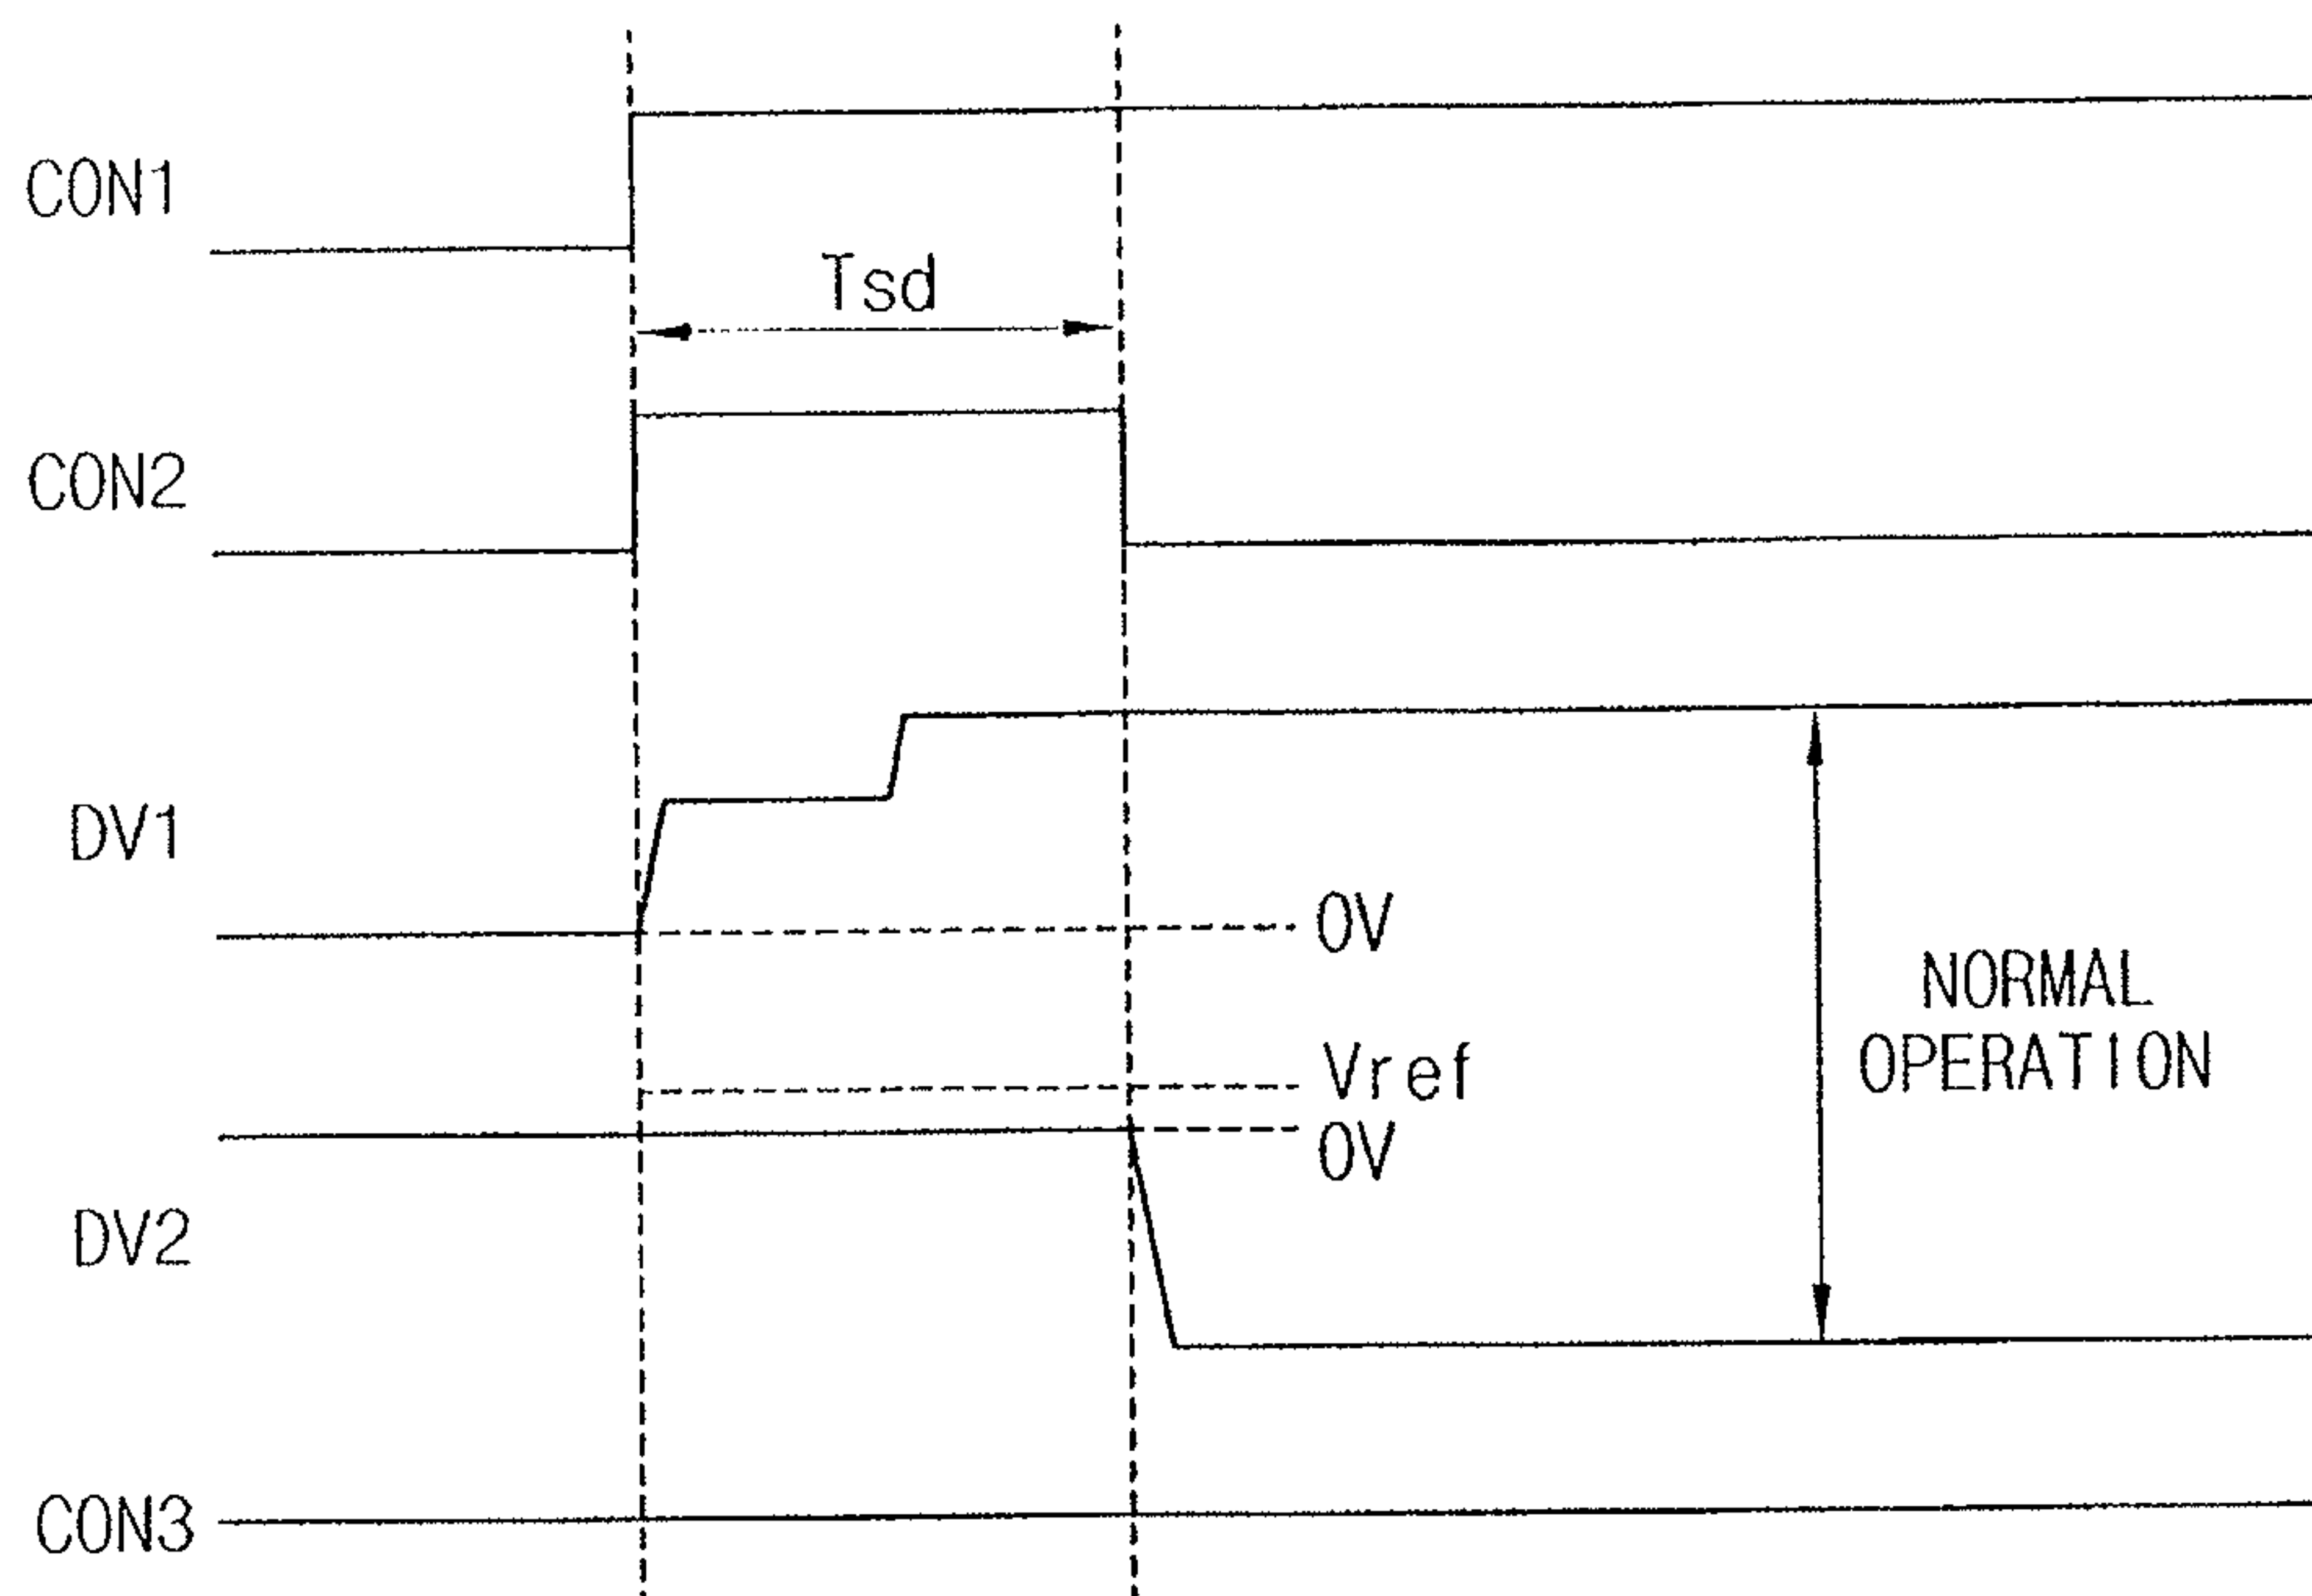 CON1
Tsd
CON2
DV1
0V
NORMAL
OPERATION
Vref
0V
DV2
CON3